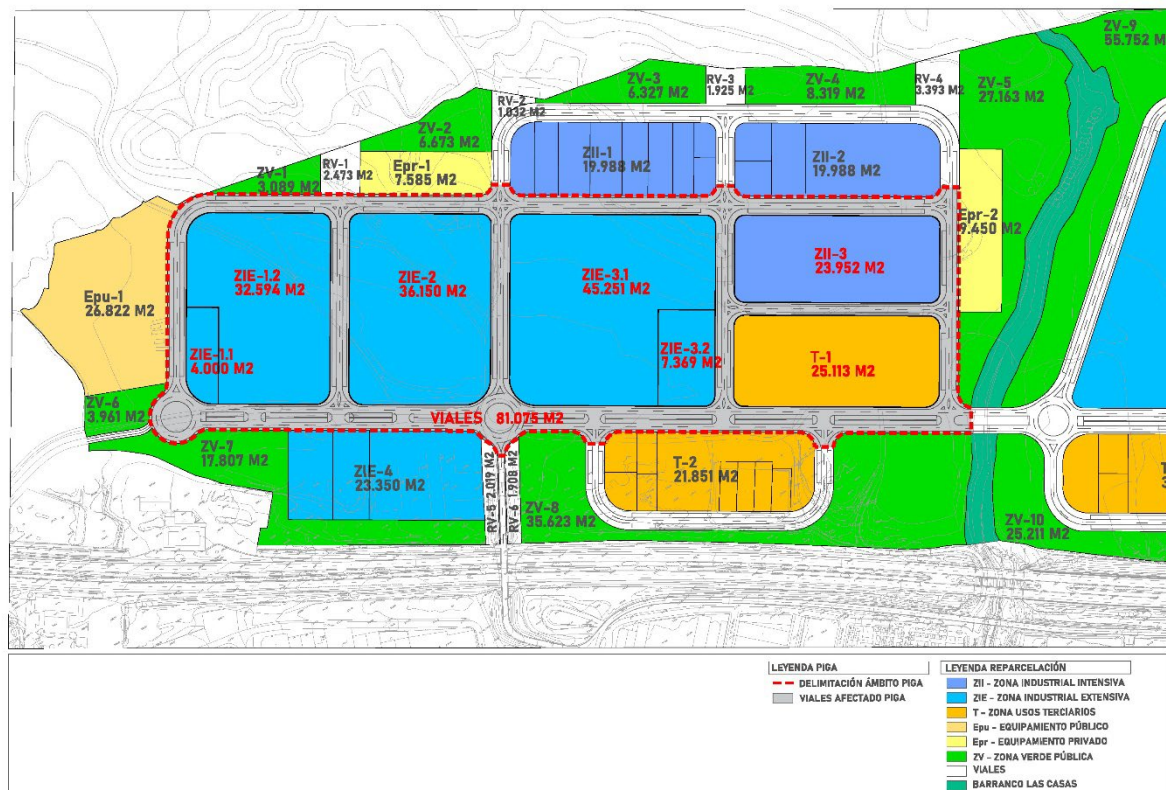 ZV-9
55.752 M
ZV-3
6.327 M2
RV-3
1.925 M2
ZV-4
8.319 M2
RV-4
3.393 M2
ZV-5
27.163 M2
RV-2
1.032 M2
ZV-2
6.673 M2
RV-1
2.473 M2
Epr-1
7.585 M2
ZII-1
19.988 M2
ZII-2
19.988 M2
ZV-1
3.089 M2
Epr-2
9.450 M2
ZIE-1.2
32.594 M2
ZIE-2
36.150 M2
ZIE-3.1
45.251 M2
ZII-3
23.952 M2
Epu-1
26.822 M2
ZIE-1.1
4.000 M2
ZIE-3.2
7.369 M2
T-1
25.113 M2
ZV-6
3.961 M2
VIALES 81.075 M2
ZV-7
17.807 M2
ZIE-4
23.350 M2
RV-5 2.019 M2
RV-6 1.908 M2
ZV-8
35.623 M2
T-2
21.851 M2
ZV-10
25.211 M2
T
3
LEYENDA PIGA
DELIMITACIÓN ÁMBITO PIGA
VIALES AFECTADO PIGA
LEYENDA REPARCELACIÓN
ZII - ZONA INDUSTRIAL INTENSIVA
ZIE - ZONA INDUSTRIAL EXTENSIVA
T - ZONA USOS TERCIARIOS
Epu - EQUIPAMIENTO PÚBLICO
Epr - EQUIPAMIENTO PRIVADO
ZV - ZONA VERDE PÚBLICA
VIALES
BARRANCO LAS CASAS